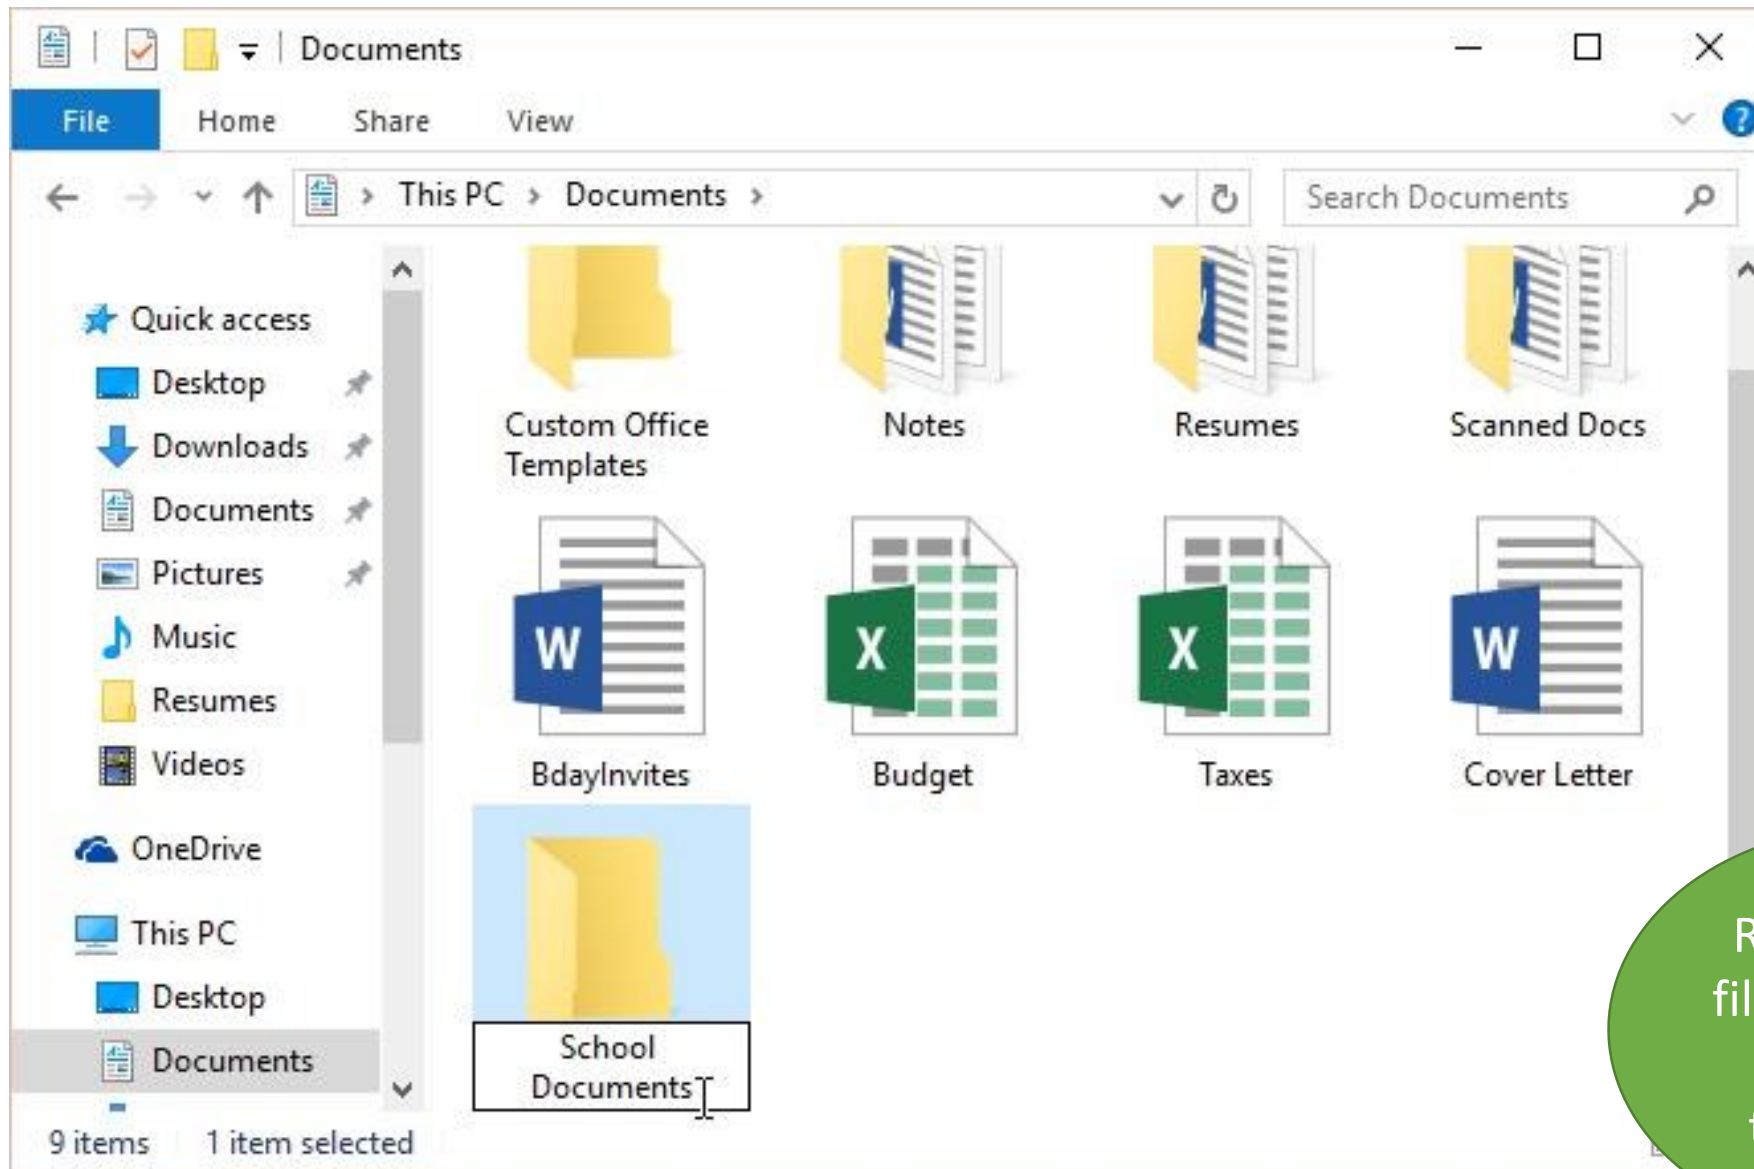 Documents
File Home Share View
?
This PC > Documents >
Search Documents
Quick access
Desktop
Downloads
Documents
Pictures
Music
Resumes
Videos
OneDrive
This PC
Desktop
Documents
Custom Office
Templates
Notes
Resumes
Scanned Docs
W
X
X
W
BdayInvites
Budget
Taxes
Cover Letter
School
Documents
9 items 1 item selected